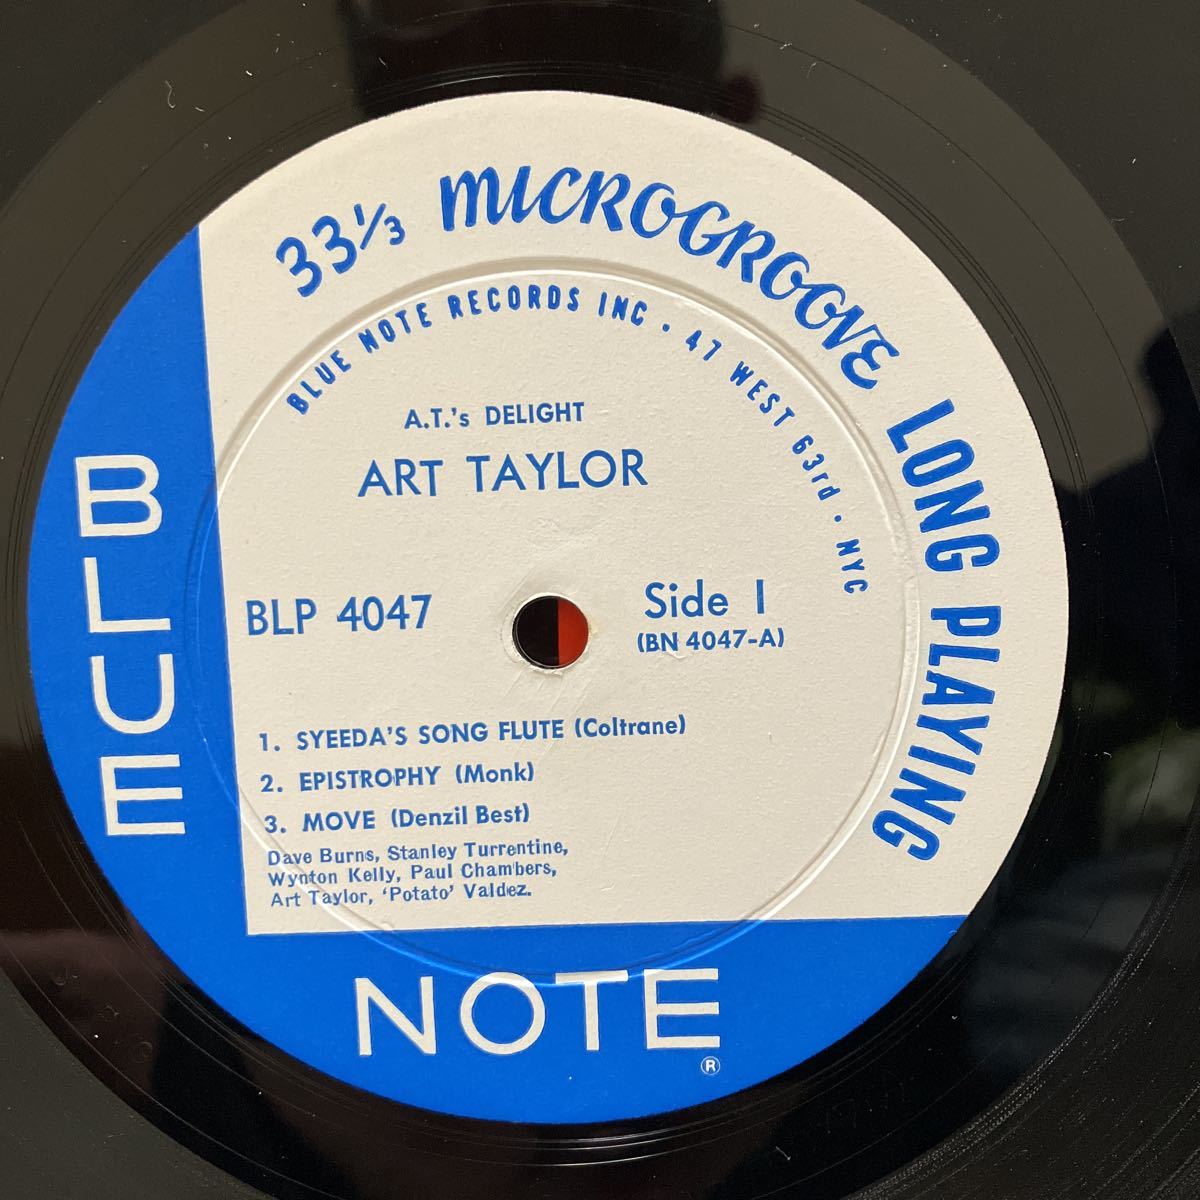 33⅓ MICROGROOVE LONG PLAYING
BLUE NOTE RECORDS INC · 47 WEST 63rd · NYC
A.T.'s DELIGHT
ART TAYLOR
BLP 4047
Side 1
(BN 4047-A)
1. SYEEDA'S SONG FLUTE (Coltrane)
2. EPISTROPHY (Monk)
3. MOVE (Denzil Best)
Dave Burns, Stanley Turrentine,
Wynton Kelly, Paul Chambers,
Art Taylor, 'Potato' Valdez.
BLUE
NOTE
®